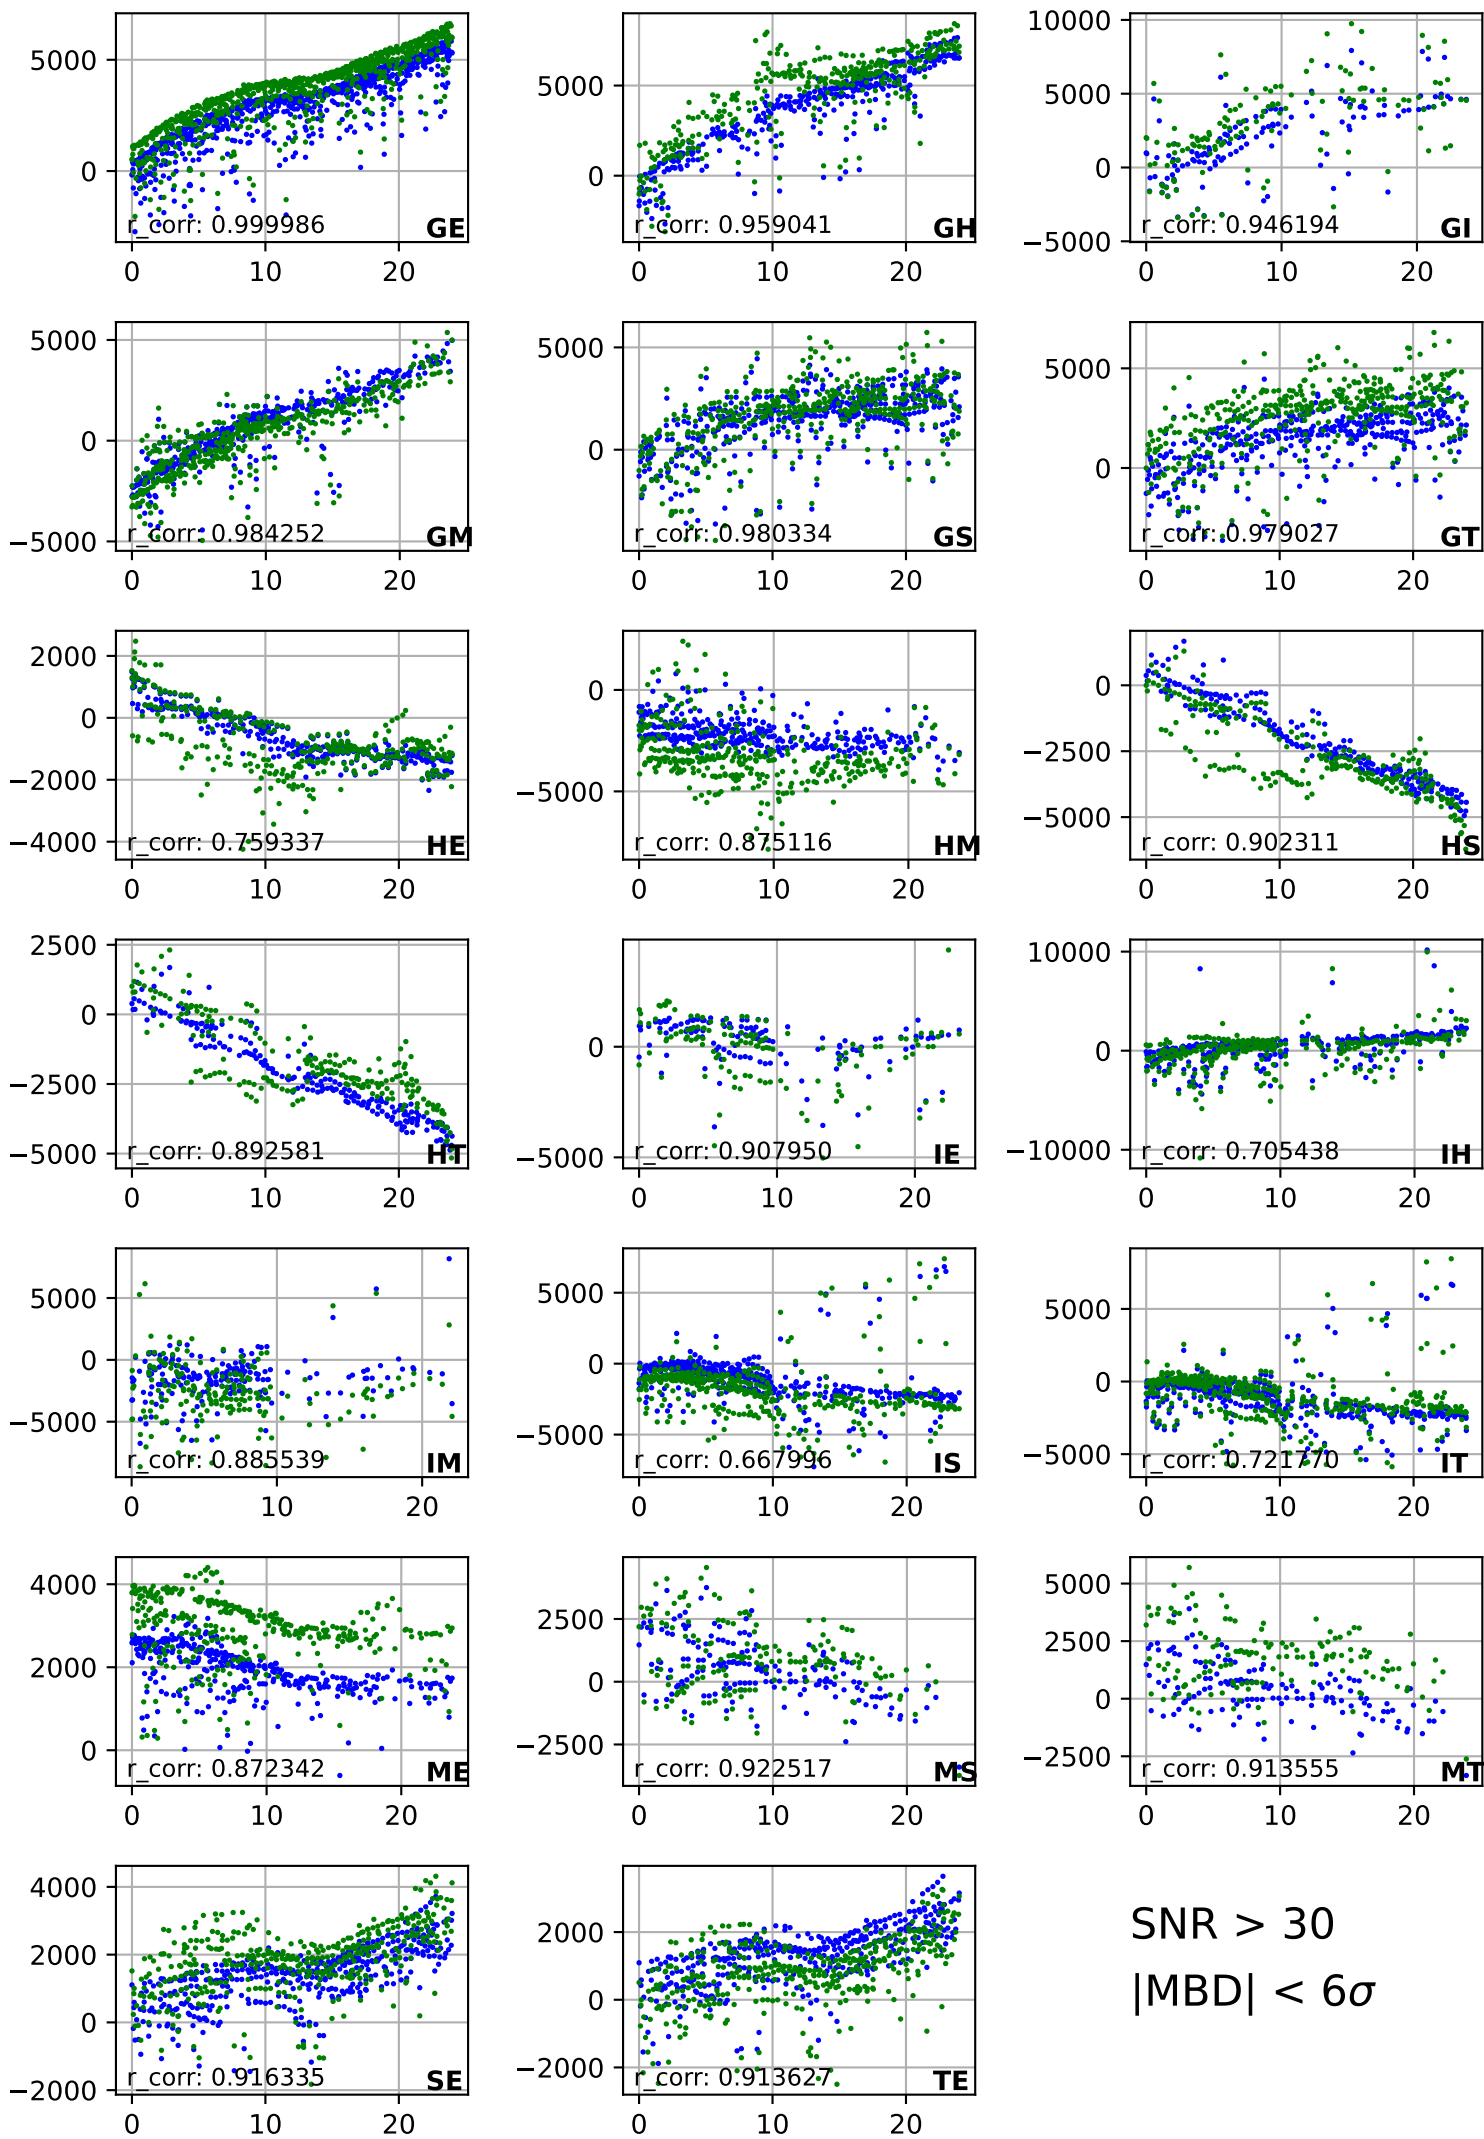 5000
0
r_corr: 0.999986
GE
0 10 20
5000
0
r_corr: 0.959041
GH
0 10 20
10000
5000
0
−5000
r_corr: 0.946194
GI
0 10 20
5000
0
−5000
r_corr: 0.984252
GM
0 10 20
5000
0
r_corr: 0.980334
GS
0 10 20
5000
0
r_corr: 0.979027
GT
0 10 20
2000
0
−2000
−4000
r_corr: 0.759337
HE
0 10 20
0
−5000
r_corr: 0.875116
HM
0 10 20
0
−2500
−5000
r_corr: 0.902311
HS
0 10 20
2500
0
−2500
−5000
r_corr: 0.892581
HT
0 10 20
0
−5000
r_corr: 0.907950
IE
0 10 20
10000
0
−10000
r_corr: 0.705438
IH
0 10 20
5000
0
−5000
r_corr: 0.885539
IM
0 10 20
5000
0
−5000
r_corr: 0.667996
IS
0 10 20
5000
0
−5000
r_corr: 0.721770
IT
0 10 20
4000
2000
0
r_corr: 0.872342
ME
0 10 20
2500
0
−2500
r_corr: 0.922517
MS
0 10 20
5000
2500
0
−2500
r_corr: 0.913555
MT
0 10 20
4000
2000
0
−2000
r_corr: 0.916335
SE
0 10 20
2000
0
−2000
r_corr: 0.913627
TE
0 10 20
SNR > 30
|MBD| < 6σ